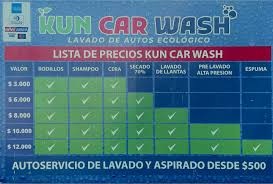 KUN CAR WASH
LAVADO DE AUTOS ECOLÓGICO
LISTA DE PRECIOS KUN CAR WASH
VALOR RODILLOS SHAMPOO CERA SECADO 70% LAVADO DE LLANTAS PRE LAVADO ALTA PRESION ESPUMA
$ 3.000 ✓ ✓
$ 6.000 ✓ ✓ ✓
$ 8.000 ✓ ✓ ✓ ✓
$ 10.000 ✓ ✓ ✓ ✓ ✓
$ 12.000 ✓ ✓ ✓ ✓ ✓ ✓ ✓
AUTOSERVICIO DE LAVADO Y ASPIRADO DESDE $500